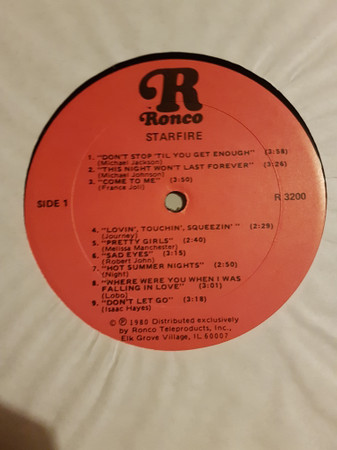 R
Ronco
STARFIRE
1. "DON'T STOP 'TIL YOU GET ENOUGH" (3:58)
(Michael Jackson)
2. "THIS NIGHT WON'T LAST FOREVER" (3:26)
(Michael Johnson)
3. "COME TO ME" (3:50)
(France Joli)
SIDE 1
R 3200
4. "LOVIN', TOUCHIN', SQUEEZIN'" (2:29)
(Journey)
5. "PRETTY GIRLS" (2:40)
(Melissa Manchester)
6. "SAD EYES" (3:15)
(Robert John)
7. "HOT SUMMER NIGHTS" (2:50)
(Night)
8. "WHERE WERE YOU WHEN I WAS
FALLING IN LOVE" (3:01)
(Lobo)
9. "DON'T LET GO" (3:18)
(Isaac Hayes)
© ℗ 1980 Distributed exclusively
by Ronco Teleproducts, Inc.,
Elk Grove Village, IL 60007